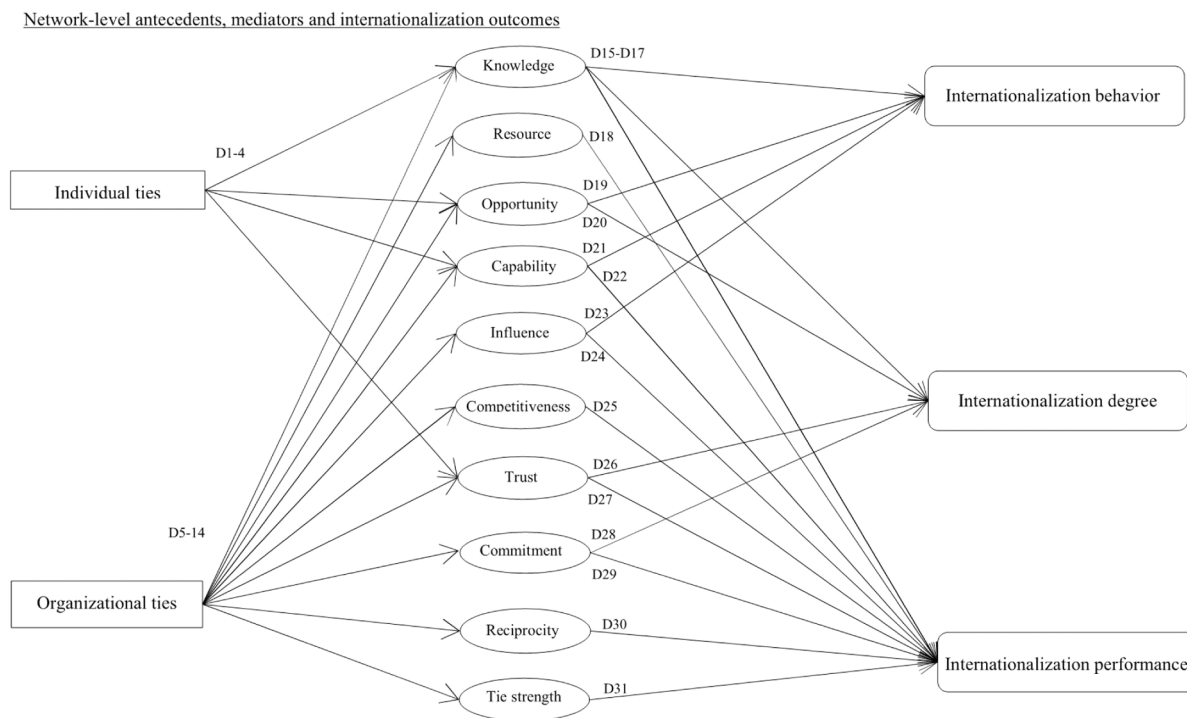 Network-level antecedents, mediators and internationalization outcomes
Knowledge
D15-D17
Internationalization behavior
Resource
D18
D1-4
Individual ties
Opportunity
D19
D20
Capability
D21
D22
Influence
D23
D24
Competitiveness
D25
Internationalization degree
Trust
D26
D27
D5-14
Commitment
D28
D29
Organizational ties
Reciprocity
D30
Internationalization performance
Tie strength
D31